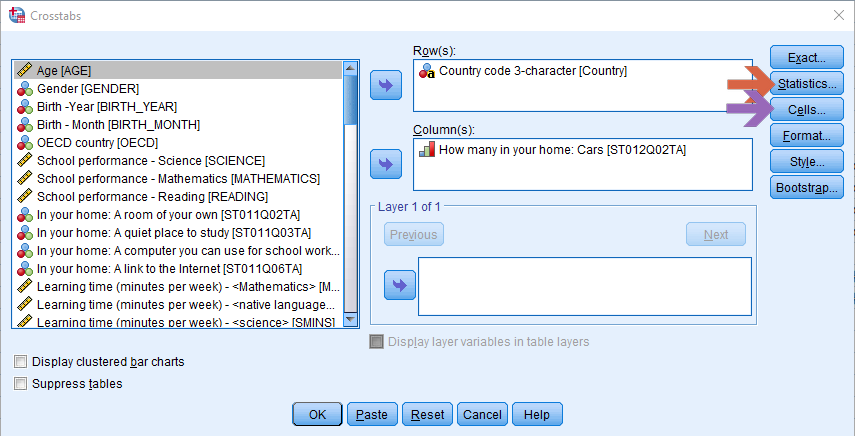 Crosstabs
Age [AGE]
Gender [GENDER]
Birth -Year [BIRTH_YEAR]
Birth - Month [BIRTH_MONTH]
OECD country [OECD]
School performance - Science [SCIENCE]
School performance - Mathematics [MATHEMATICS]
School performance - Reading [READING]
In your home: A room of your own [ST011Q02TA]
In your home: A quiet place to study [ST011Q03TA]
In your home: A computer you can use for school work...
In your home: A link to the Internet [ST011Q06TA]
Learning time (minutes per week) - <Mathematics> [M...
Learning time (minutes per week) - <native language...
Learning time (minutes per week) - <science> [SMINS]
Display clustered bar charts
Suppress tables
Row(s):
a Country code 3-character [Country]
Column(s):
How many in your home: Cars [ST012Q02TA]
Layer 1 of 1
Previous
Next
Display layer variables in table layers
Exact...
Statistics...
Cells...
Format...
Style...
Bootstrap...
OK
Paste
Reset
Cancel
Help